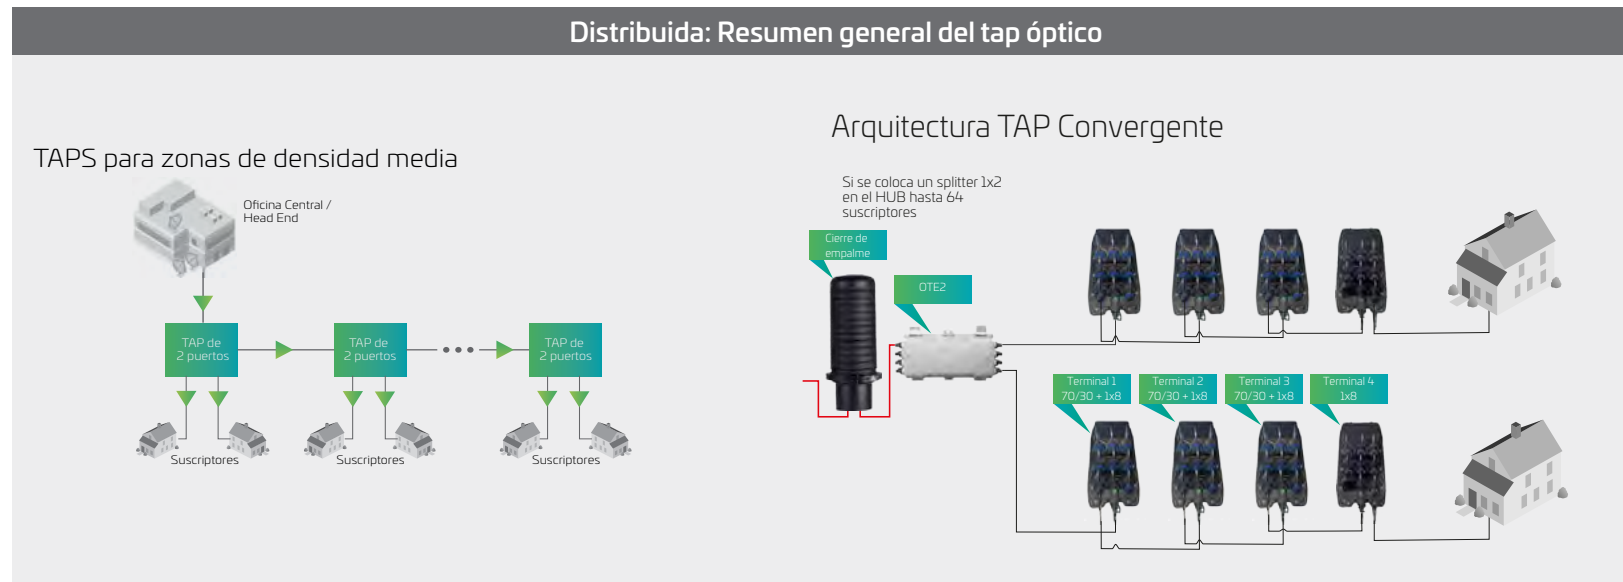 Distribuida: Resumen general del tap óptico
TAPS para zonas de densidad media
Oficina Central /
Head End
TAP de
2 puertos
TAP de
2 puertos
TAP de
2 puertos
Suscriptores
Suscriptores
Suscriptores
Arquitectura TAP Convergente
Si se coloca un splitter 1x2
en el HUB hasta 64
suscriptores
Cierre de
empalme
OTE2
Terminal 1
70/30 + 1x8
Terminal 2
70/30 + 1x8
Terminal 3
70/30 + 1x8
Terminal 4
1x8